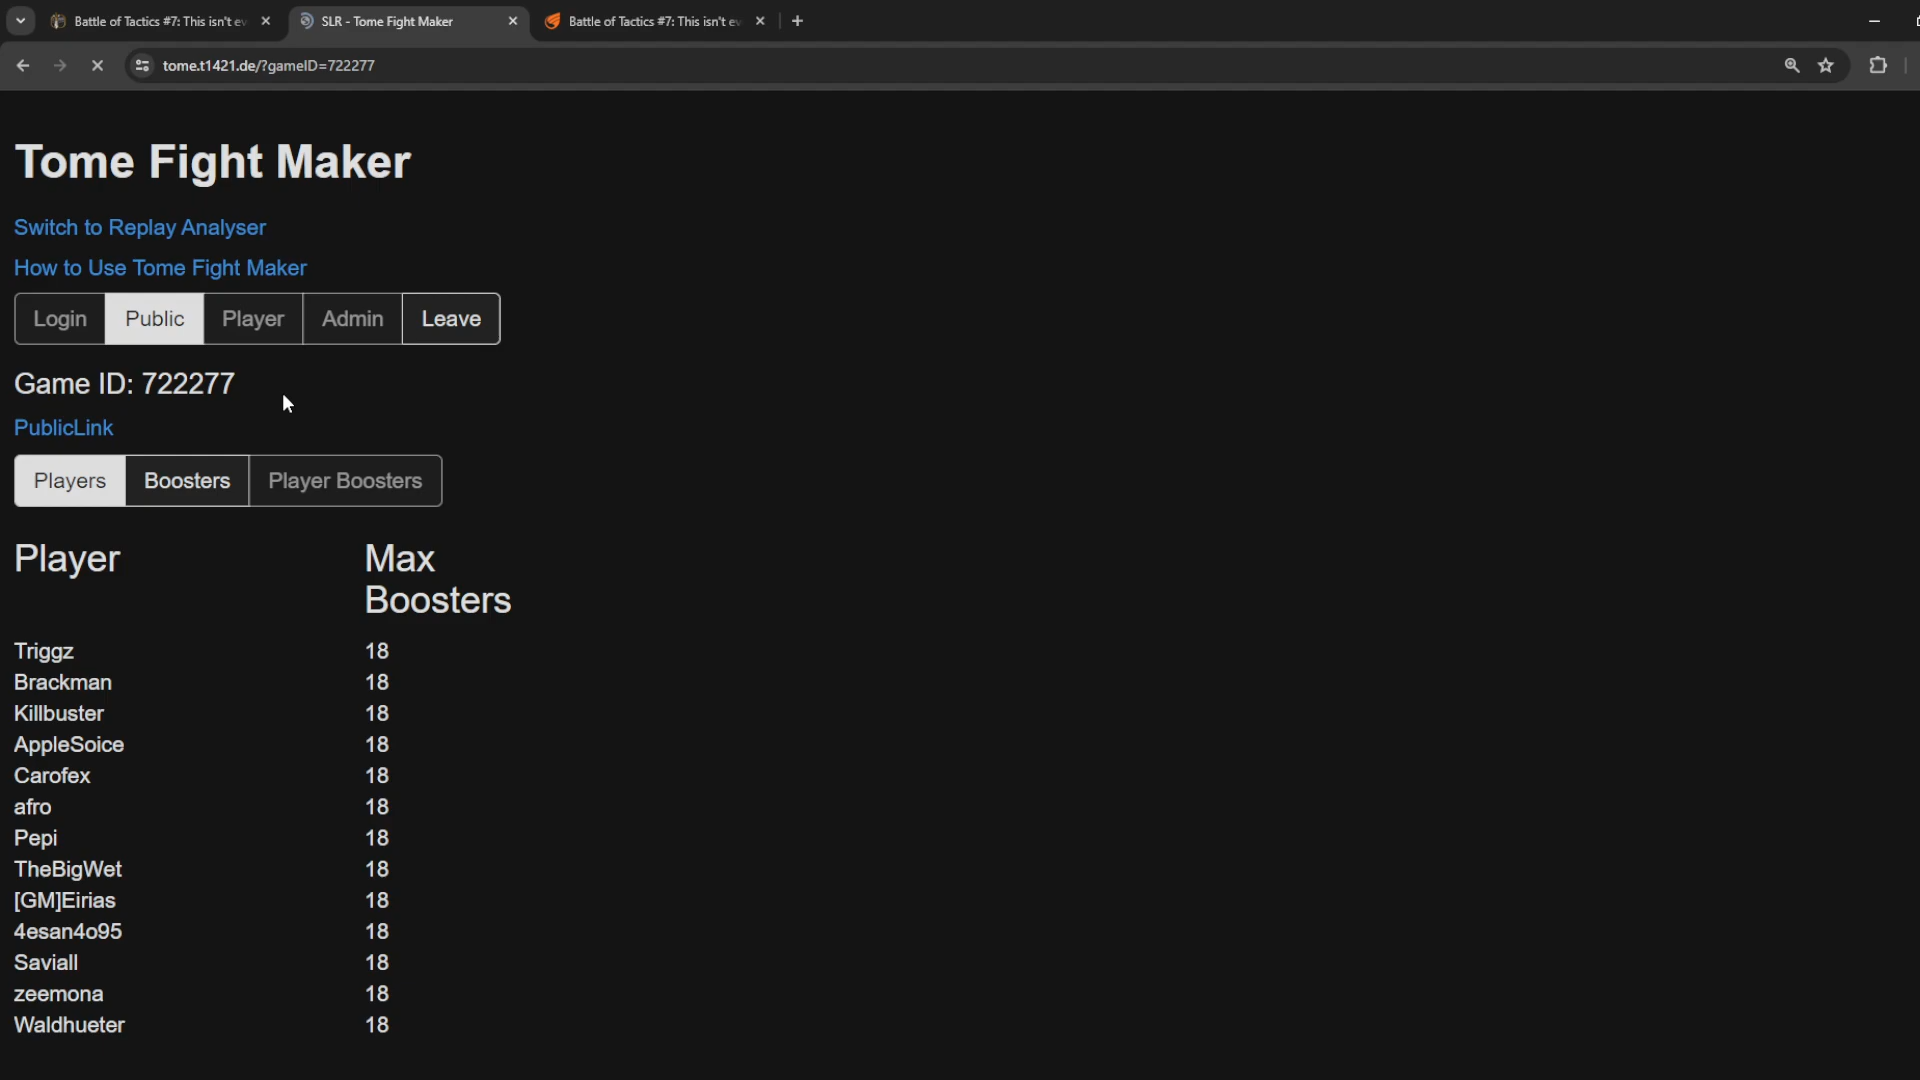 Battle of Tactics #7: This isn't ev
SLR - Tome Fight Maker
Battle of Tactics #7: This isn't ev
tome.t1421.de/?gameID=722277
Tome Fight Maker
Switch to Replay Analyser
How to Use Tome Fight Maker
Login Public Player Admin Leave
Game ID: 722277
PublicLink
Players Boosters Player Boosters
Player Max
Boosters
Triggz 18
Brackman 18
Killbuster 18
AppleSoice 18
Carofex 18
afro 18
Pepi 18
TheBigWet 18
[GM]Eirias 18
4esan4o95 18
Saviall 18
zeemona 18
Waldhueter 18